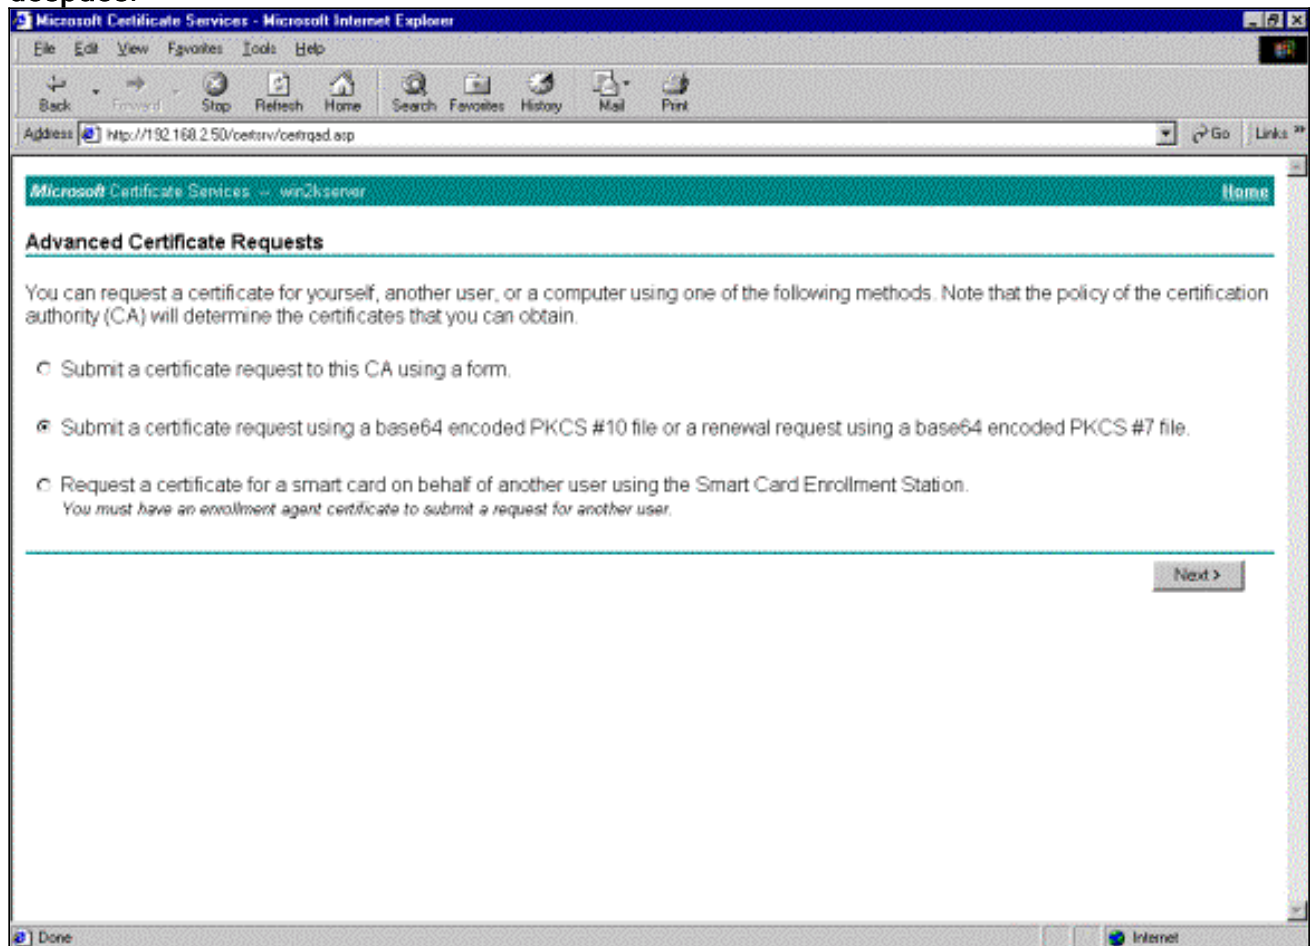 Microsoft Certificate Services - Microsoft Internet Explorer
File Edit View Favorites Tools Help
Back Forward Stop Refresh Home Search Favorites History Mail Print
Address http://192.168.2.50/certsrv/certrqad.asp Go Links »
Microsoft Certificate Services -- win2kserver Home
Advanced Certificate Requests
You can request a certificate for yourself, another user, or a computer using one of the following methods. Note that the policy of the certification
authority (CA) will determine the certificates that you can obtain.
Submit a certificate request to this CA using a form.
Submit a certificate request using a base64 encoded PKCS #10 file or a renewal request using a base64 encoded PKCS #7 file.
Request a certificate for a smart card on behalf of another user using the Smart Card Enrollment Station.
You must have an enrollment agent certificate to submit a request for another user.
Next >
Done Internet